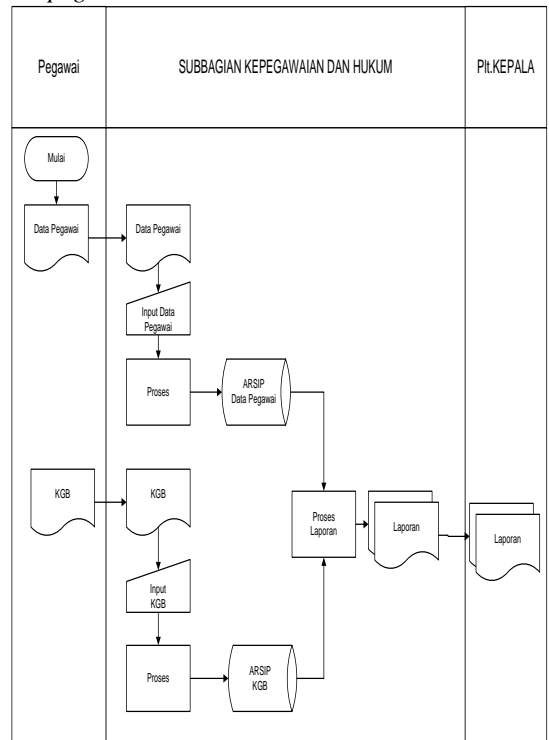 Pegawai
SUBBAGIAN KEPEGAWAIAN DAN HUKUM
Plt.KEPALA
Mulai
Data Pegawai
Data Pegawai
Input Data
Pegawai
Proses
ARSIP
Data Pegawai
KGB
KGB
Proses
Laporan
Laporan
Laporan
Input
KGB
Proses
ARSIP
KGB